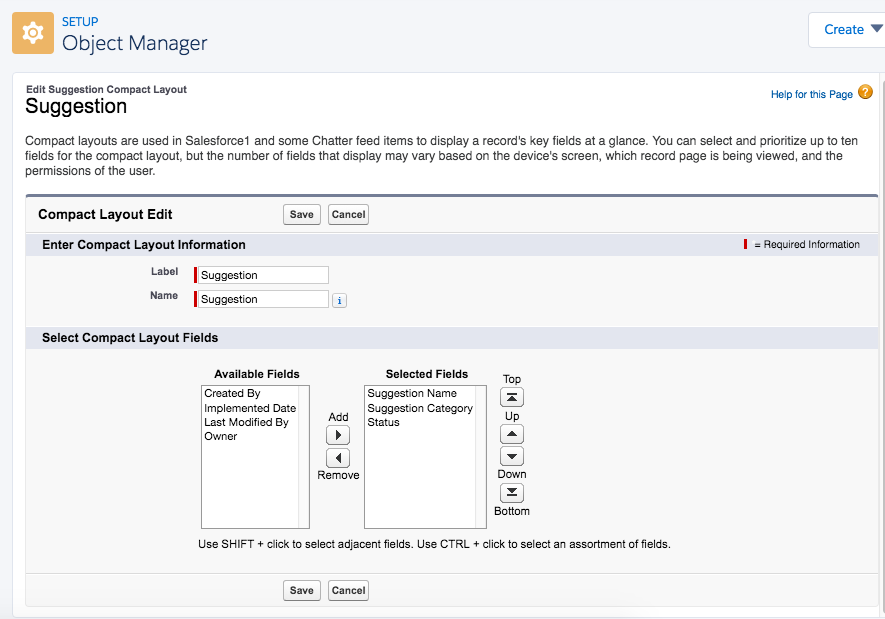 SETUP
Object Manager
Create
Edit Suggestion Compact Layout
Suggestion
Help for this Page ?
Compact layouts are used in Salesforce1 and some Chatter feed items to display a record's key fields at a glance. You can select and prioritize up to ten
fields for the compact layout, but the number of fields that display may vary based on the device's screen, which record page is being viewed, and the
permissions of the user.
Compact Layout Edit Save Cancel
Enter Compact Layout Information = Required Information
Label Suggestion
Name Suggestion i
Select Compact Layout Fields
Available Fields
Created By
Implemented Date
Last Modified By
Owner
Add
Remove
Selected Fields
Suggestion Name
Suggestion Category
Status
Top
Up
Down
Bottom
Use SHIFT + click to select adjacent fields. Use CTRL + click to select an assortment of fields.
Save Cancel